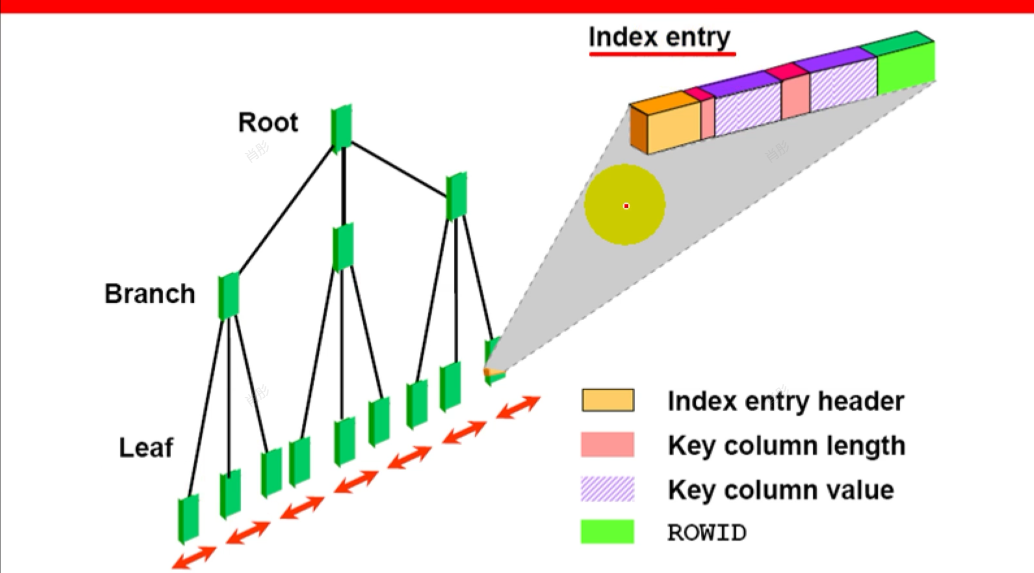 Index entry
Root
Branch
Leaf
Index entry header
Key column length
Key column value
ROWID